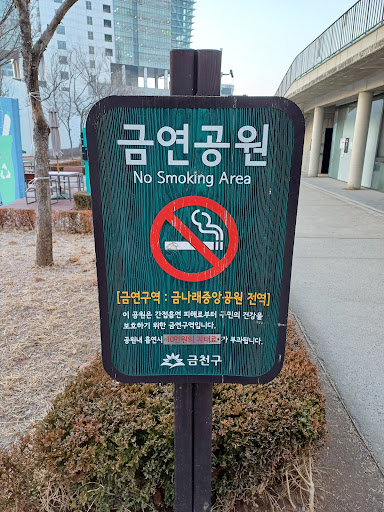 금연공원
No Smoking Area
[금연구역 : 금나래중앙공원 전역]
이 공원은 간접흡연 피해로부터 구민의 건강을
보호하기 위한 금연구역입니다.
공원내 흡연시 10만원의 과태료가 부과됩니다.
금천구